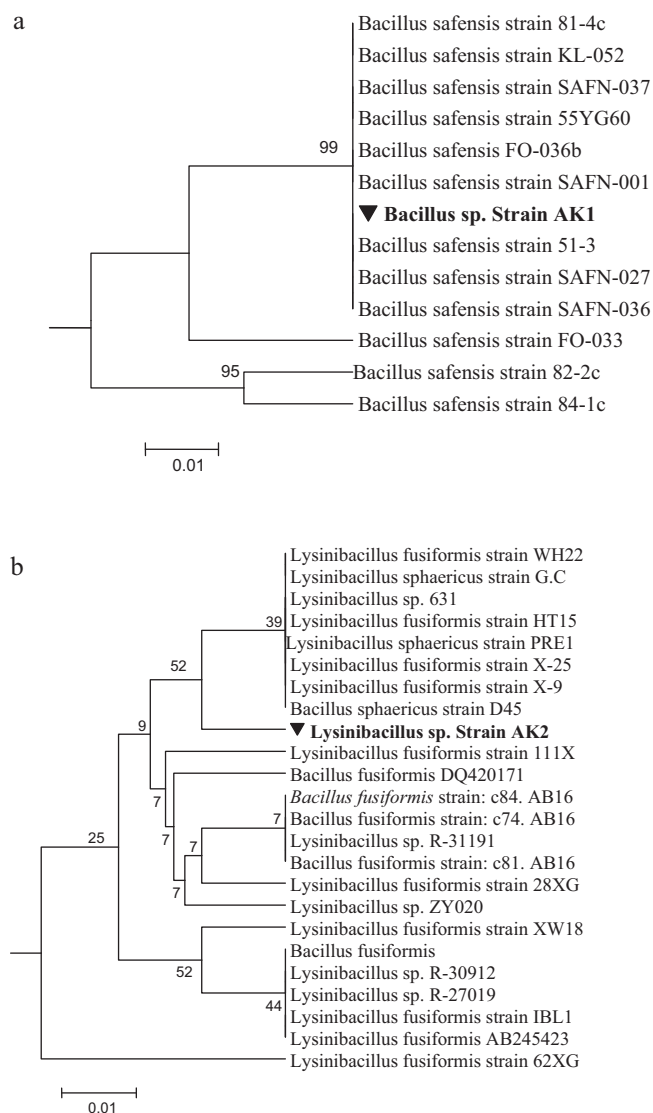 a
Bacillus safensis strain 81-4c
Bacillus safensis strain KL-052
Bacillus safensis strain SAFN-037
Bacillus safensis strain 55YG60
99
Bacillus safensis FO-036b
Bacillus safensis strain SAFN-001
Bacillus sp. Strain AK1
Bacillus safensis strain 51-3
Bacillus safensis strain SAFN-027
Bacillus safensis strain SAFN-036
Bacillus safensis strain FO-033
95
Bacillus safensis strain 82-2c
Bacillus safensis strain 84-1c
0.01
b
Lysinibacillus fusiformis strain WH22
Lysinibacillus sphaericus strain G.C
Lysinibacillus sp. 631
39
Lysinibacillus fusiformis strain HT15
Lysinibacillus sphaericus strain PRE1
52
Lysinibacillus fusiformis strain X-25
Lysinibacillus fusiformis strain X-9
Bacillus sphaericus strain D45
9
Lysinibacillus sp. Strain AK2
Lysinibacillus fusiformis strain 111X
Bacillus fusiformis DQ420171
7
Bacillus fusiformis strain: c84. AB16
7
Bacillus fusiformis strain: c74. AB16
25
7
Lysinibacillus sp. R-31191
Bacillus fusiformis strain: c81. AB16
7
Lysinibacillus fusiformis strain 28XG
Lysinibacillus sp. ZY020
Lysinibacillus fusiformis strain XW18
Bacillus fusiformis
52
Lysinibacillus sp. R-30912
Lysinibacillus sp. R-27019
44
Lysinibacillus fusiformis strain IBL1
Lysinibacillus fusiformis AB245423
Lysinibacillus fusiformis strain 62XG
0.01